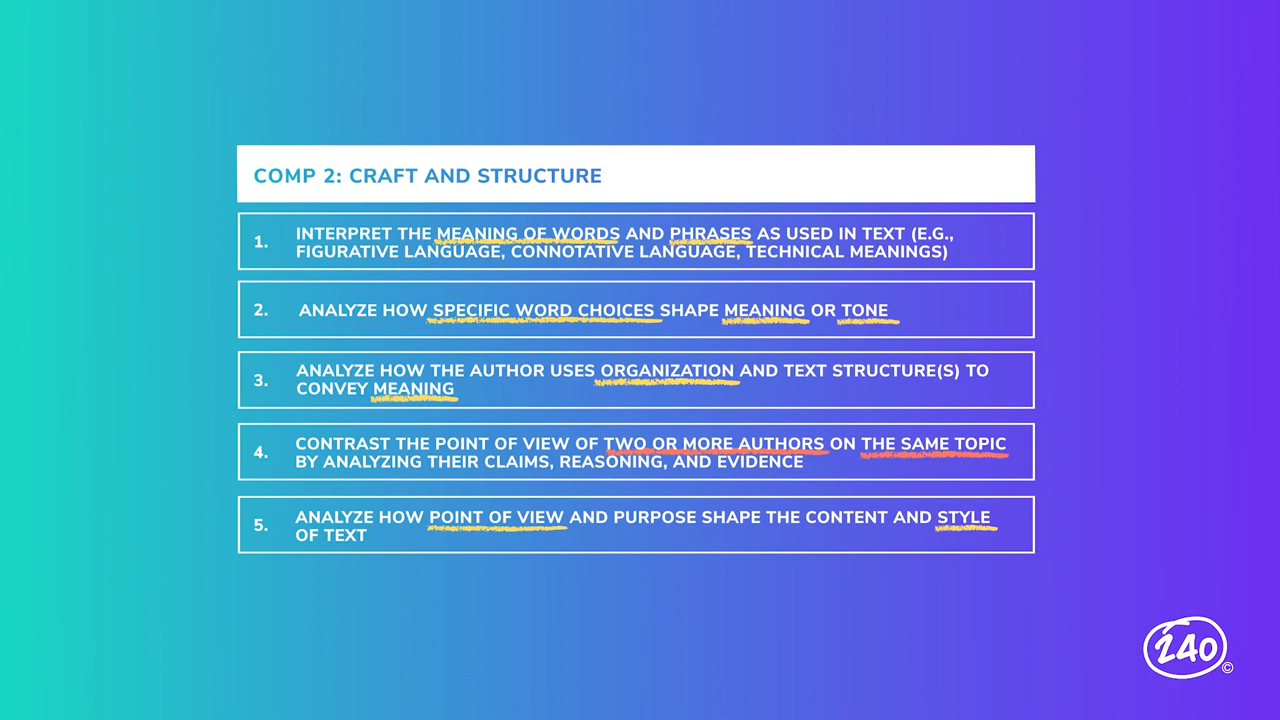 COMP 2: CRAFT AND STRUCTURE
1. INTERPRET THE MEANING OF WORDS AND PHRASES AS USED IN TEXT (E.G.,
FIGURATIVE LANGUAGE, CONNOTATIVE LANGUAGE, TECHNICAL MEANINGS)
2. ANALYZE HOW SPECIFIC WORD CHOICES SHAPE MEANING OR TONE
3. ANALYZE HOW THE AUTHOR USES ORGANIZATION AND TEXT STRUCTURE(S) TO
CONVEY MEANING
4. CONTRAST THE POINT OF VIEW OF TWO OR MORE AUTHORS ON THE SAME TOPIC
BY ANALYZING THEIR CLAIMS, REASONING, AND EVIDENCE
5. ANALYZE HOW POINT OF VIEW AND PURPOSE SHAPE THE CONTENT AND STYLE
OF TEXT
240 ©